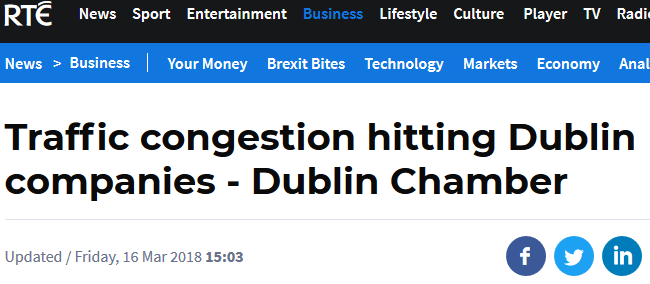 RTÉ News Sport Entertainment Business Lifestyle Culture Player TV Radi
News > Business Your Money Brexit Bites Technology Markets Economy Anal
Traffic congestion hitting Dublin
companies - Dublin Chamber
Updated / Friday, 16 Mar 2018 15:03